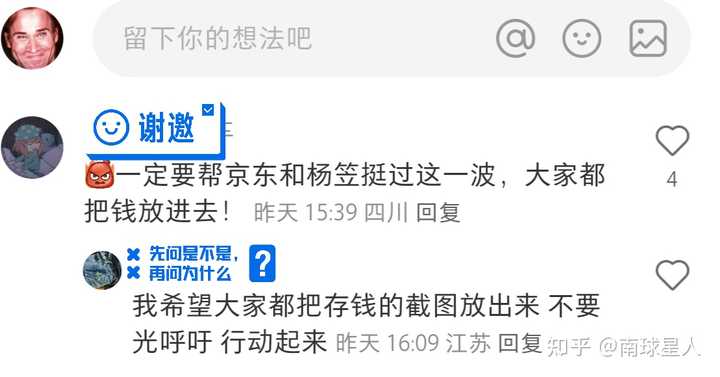 留下你的想法吧
谢邀
👹一定要帮京东和杨笠挺过这一波，大家都
把钱放进去！ 昨天 15:39 四川 回复
4
先问是不是，
再问为什么
?
我希望大家都把存钱的截图放出来 不要
光呼吁 行动起来 昨天 16:09 江苏 回复
知乎 @南球星人